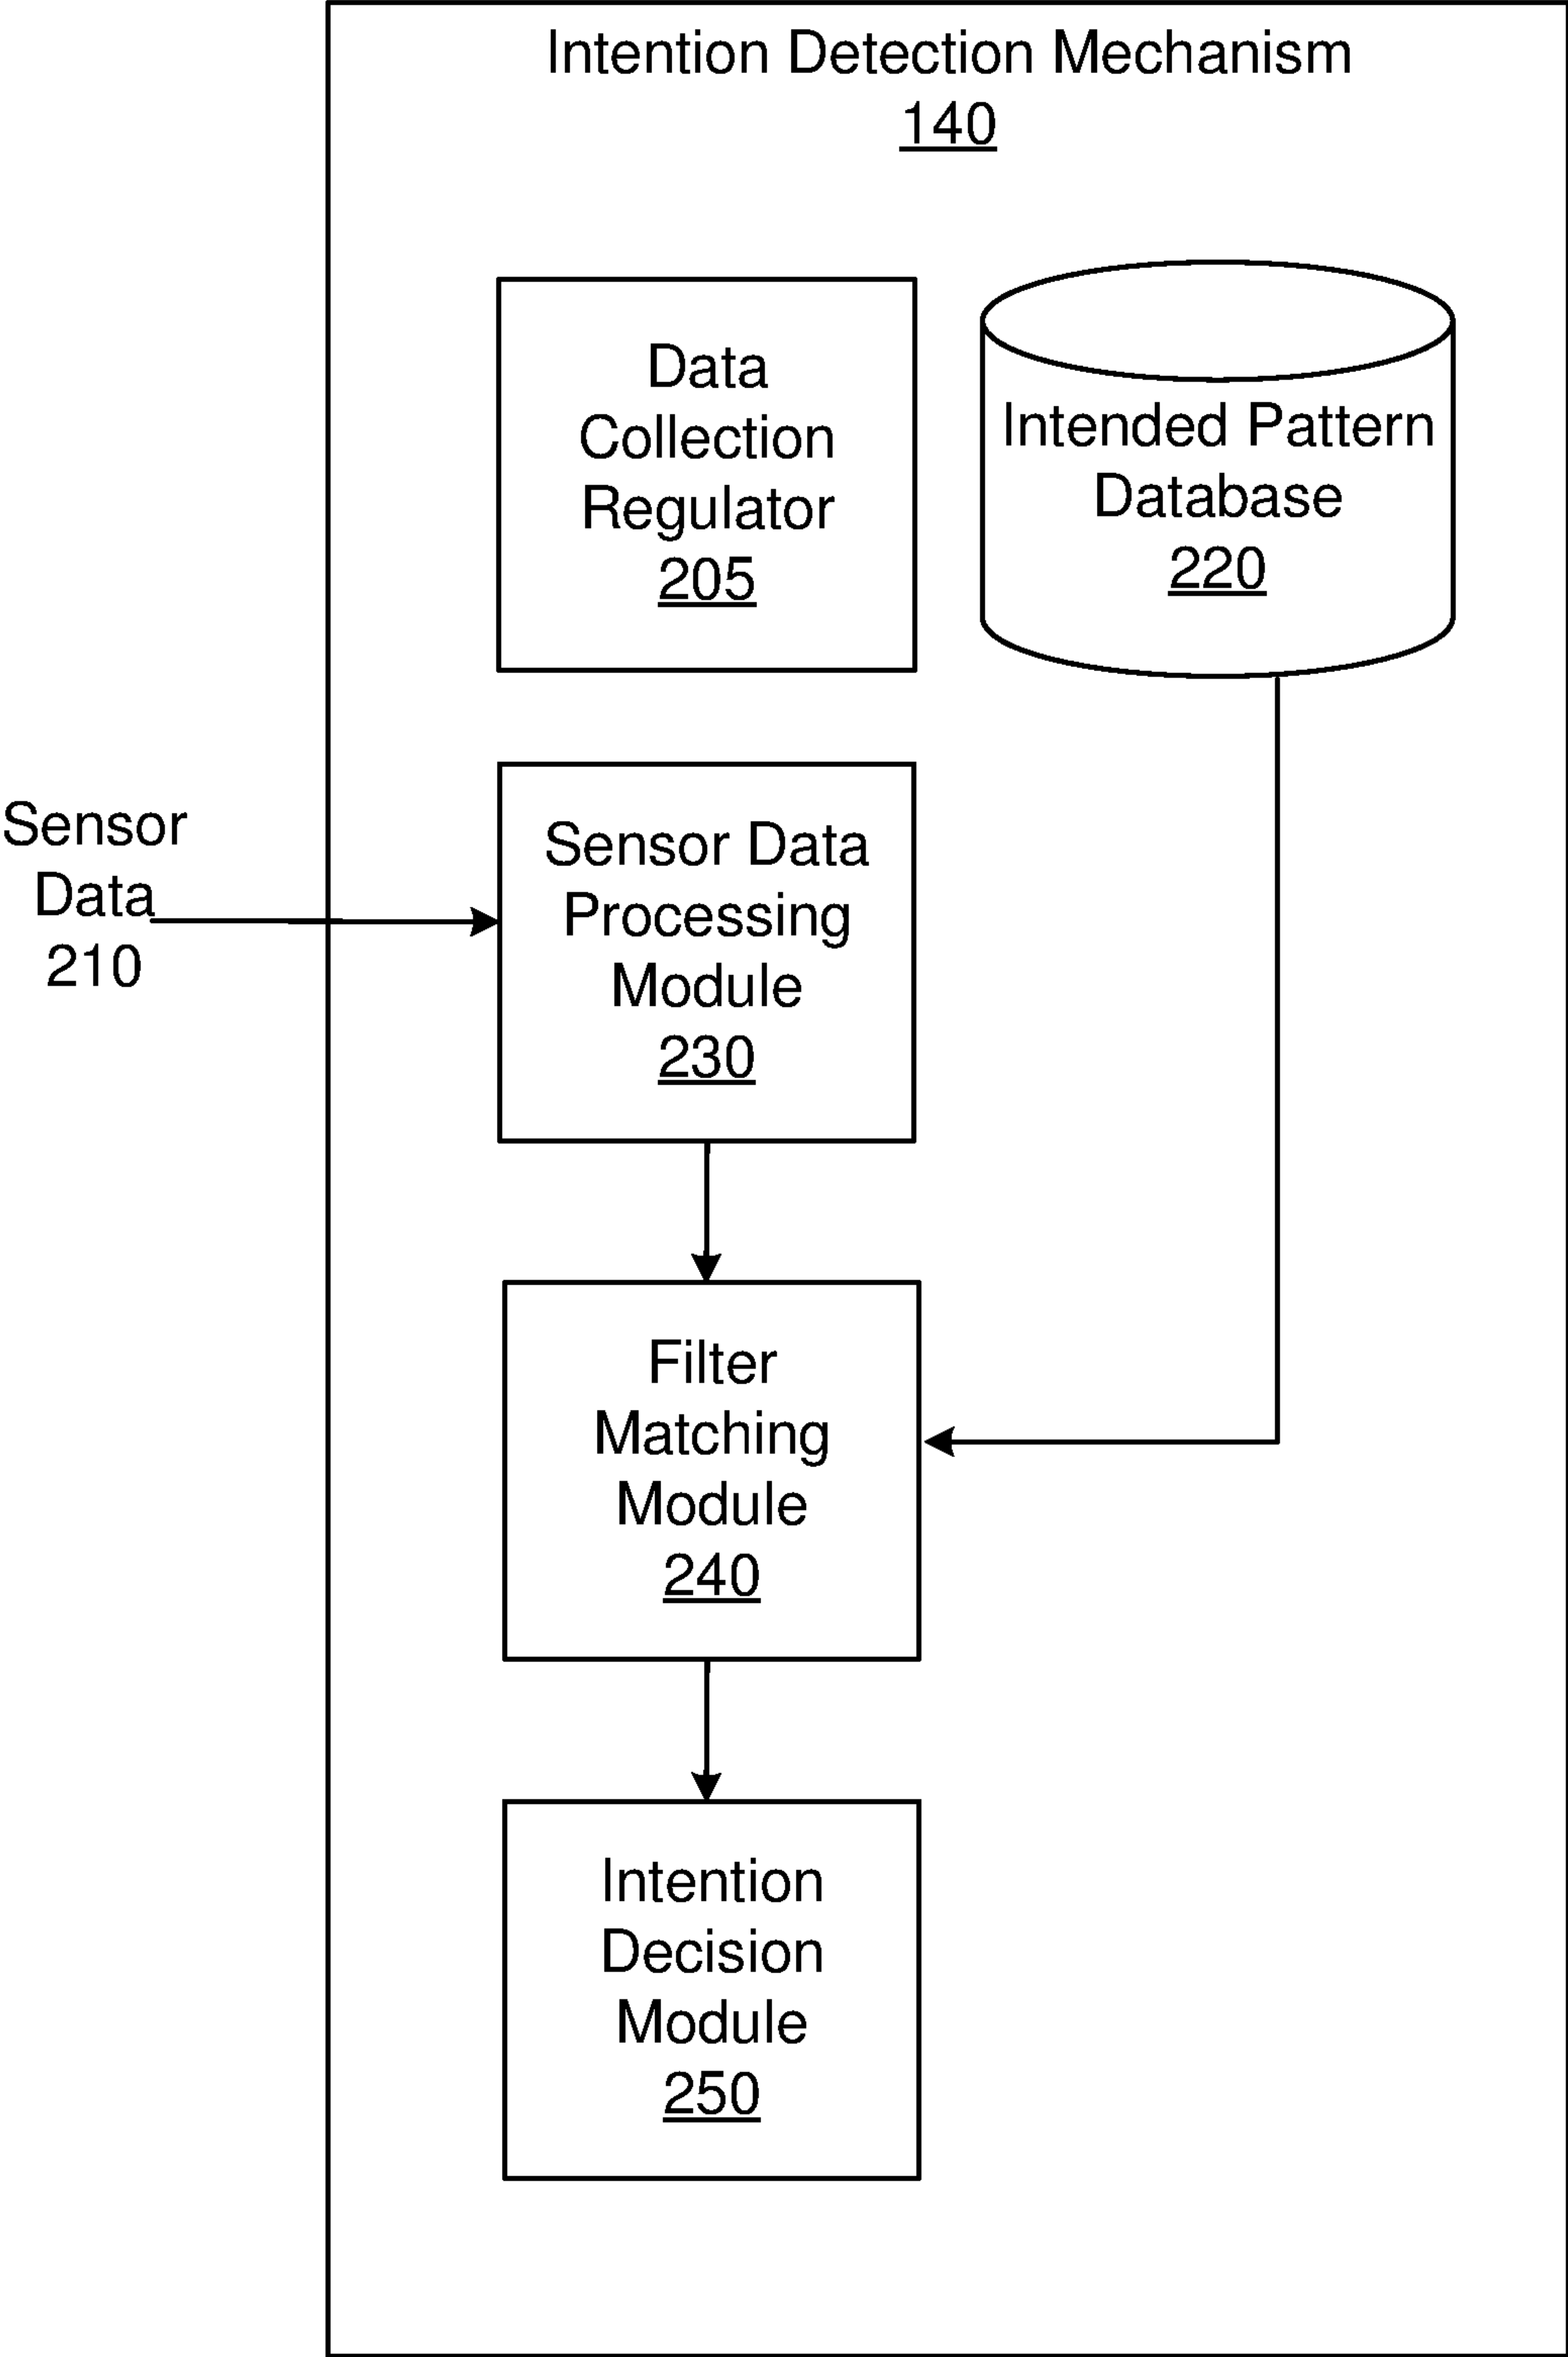 Intention Detection Mechanism
140
Data
Collection
Regulator
205
Intended Pattern
Database
220
Sensor
Data
210
Sensor Data
Processing
Module
230
Filter
Matching
Module
240
Intention
Decision
Module
250